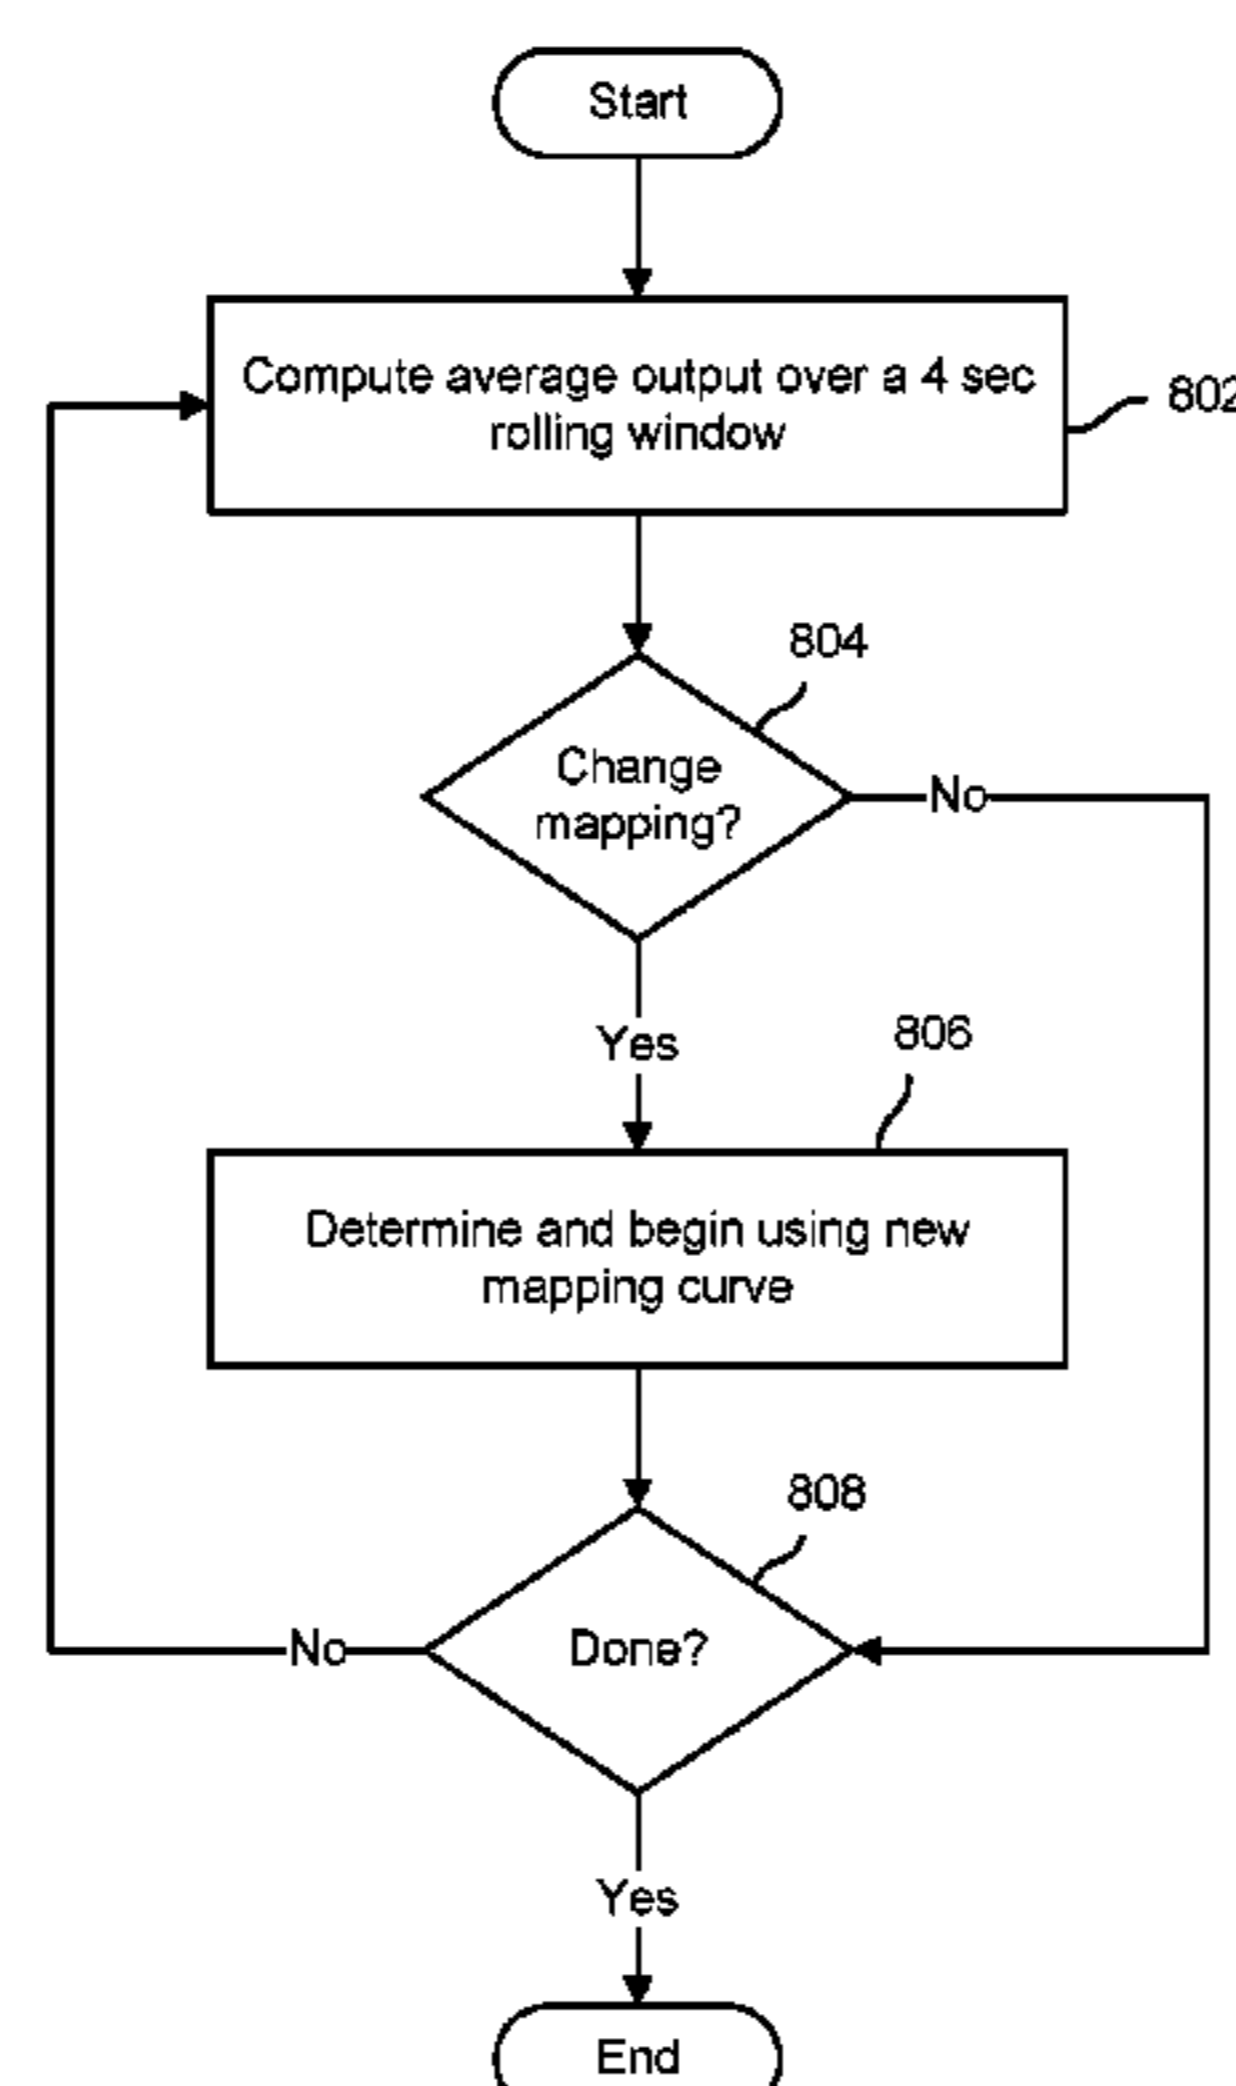 Start
Compute average output over a 4 sec
rolling window
802
804
Change
mapping?
No
Yes
806
Determine and begin using new
mapping curve
808
No
Done?
Yes
End